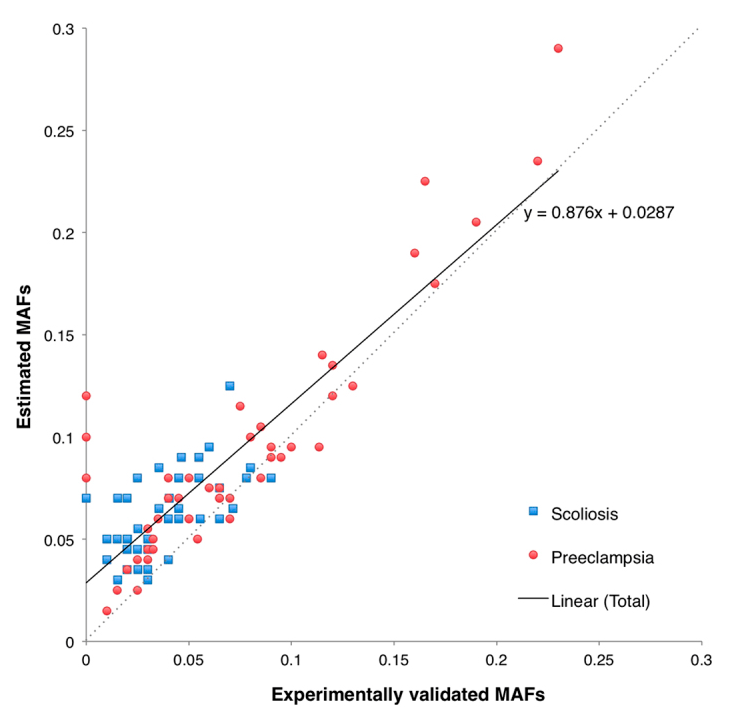 0.3
0.25
0.2
0.15
0.1
0.05
0
Estimated MAFs
y = 0.876x + 0.0287
Scoliosis
Preeclampsia
Linear (Total)
0 0.05 0.1 0.15 0.2 0.25 0.3
Experimentally validated MAFs